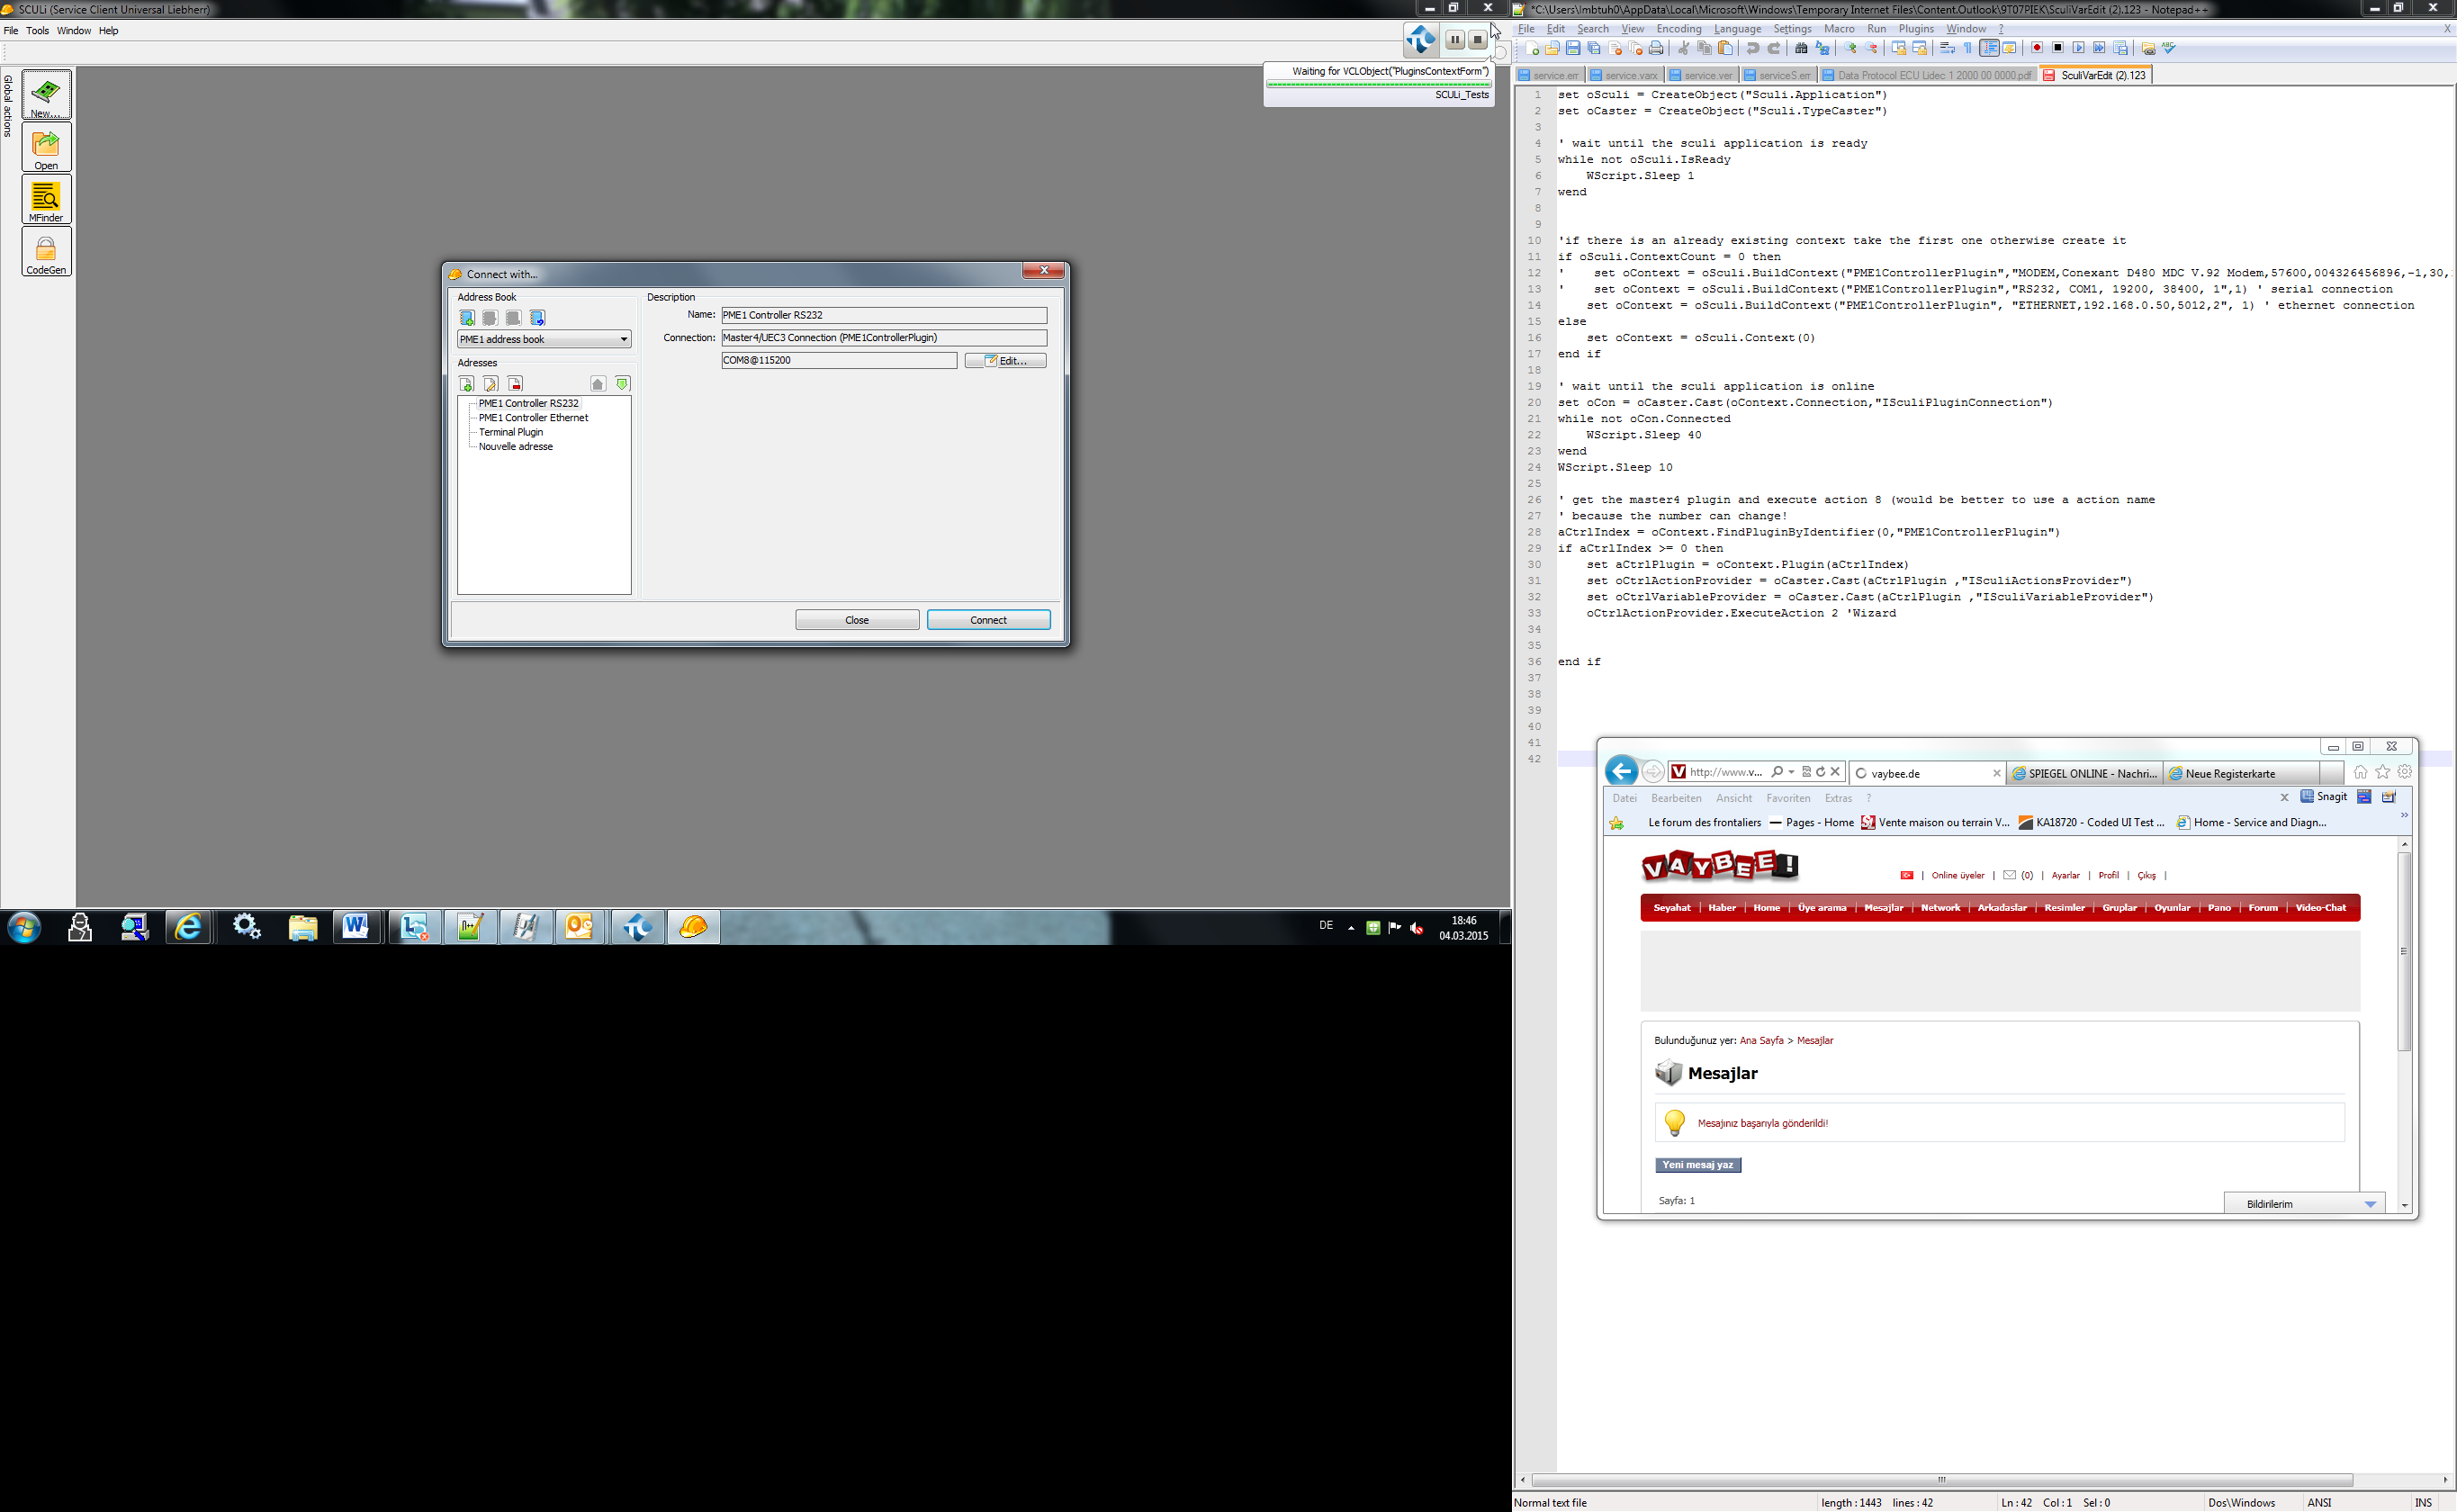 SCULi (Service Client Universal Liebherr)
File Tools Window Help
Waiting for VCLObject("PluginsContextForm")
SCULi_Tests
Global actions
New...
Open
MFinder
CodeGen
Connect with...
Address Book
PME1 address book
Adresses
PME1 Controller RS232
PME1 Controller Ethernet
Terminal Plugin
Nouvelle adresse
Description
Name: PME1 Controller RS232
Connection: Master4/UEC3 Connection (PME1ControllerPlugin)
COM8@115200 Edit...
Close Connect
DE
18:46
04.03.2015
*C:\Users\lmbtuh0\AppData\Local\Microsoft\Windows\Temporary Internet Files\Content.Outlook\9T07PIEK\SculiVarEdit (2).123 - Notepad++
File Edit Search View Encoding Language Settings Macro Run Plugins Window ? X
service.err service.varx service.ver serviceS.err Data Protocol ECU Lidec 1 2000 00 0000.pdf SculiVarEdit (2).123
1 set oSculi = CreateObject("Sculi.Application")
2 set oCaster = CreateObject("Sculi.TypeCaster")
3
4 ' wait until the sculi application is ready
5 while not oSculi.IsReady
6 WScript.Sleep 1
7 wend
8
9
10 'if there is an already existing context take the first one otherwise create it
11 if oSculi.ContextCount = 0 then
12 ' set oContext = oSculi.BuildContext("PME1ControllerPlugin","MODEM,Conexant D480 MDC V.92 Modem,57600,004326456896,-1,30,
13 ' set oContext = oSculi.BuildContext("PME1ControllerPlugin","RS232, COM1, 19200, 38400, 1",1) ' serial connection
14 set oContext = oSculi.BuildContext("PME1ControllerPlugin", "ETHERNET,192.168.0.50,5012,2", 1) ' ethernet connection
15 else
16 set oContext = oSculi.Context(0)
17 end if
18
19 ' wait until the sculi application is online
20 set oCon = oCaster.Cast(oContext.Connection,"ISculiPluginConnection")
21 while not oCon.Connected
22 WScript.Sleep 40
23 wend
24 WScript.Sleep 10
25
26 ' get the master4 plugin and execute action 8 (would be better to use a action name
27 ' because the number can change!
28 aCtrlIndex = oContext.FindPluginByIdentifier(0,"PME1ControllerPlugin")
29 if aCtrlIndex >= 0 then
30 set aCtrlPlugin = oContext.Plugin(aCtrlIndex)
31 set oCtrlActionProvider = oCaster.Cast(aCtrlPlugin ,"ISculiActionsProvider")
32 set oCtrlVariableProvider = oCaster.Cast(aCtrlPlugin ,"ISculiVariableProvider")
33 oCtrlActionProvider.ExecuteAction 2 'Wizard
34
35
36 end if
37
38
39
40
41
42
http://www.v... vaybee.de SPIEGEL ONLINE - Nachri... Neue Registerkarte
Datei Bearbeiten Ansicht Favoriten Extras ? x Snagit
Le forum des frontaliers Pages - Home Vente maison ou terrain V... KA18720 - Coded UI Test ... Home - Service and Diagn... »
VAYBEE!
Online üyeler | (0) | Ayarlar | Profil | Çıkış |
Seyahat | Haber | Home | Üye arama | Mesajlar | Network | Arkadaslar | Resimler | Gruplar | Oyunlar | Pano | Forum | Video-Chat
Bulunduğunuz yer: Ana Sayfa > Mesajlar
Mesajlar
Mesajınız başarıyla gönderildi!
Yeni mesaj yaz
Sayfa: 1
Bildirilerim
Normal text file length : 1443 lines : 42 Ln : 42 Col : 1 Sel : 0 Dos\Windows ANSI INS